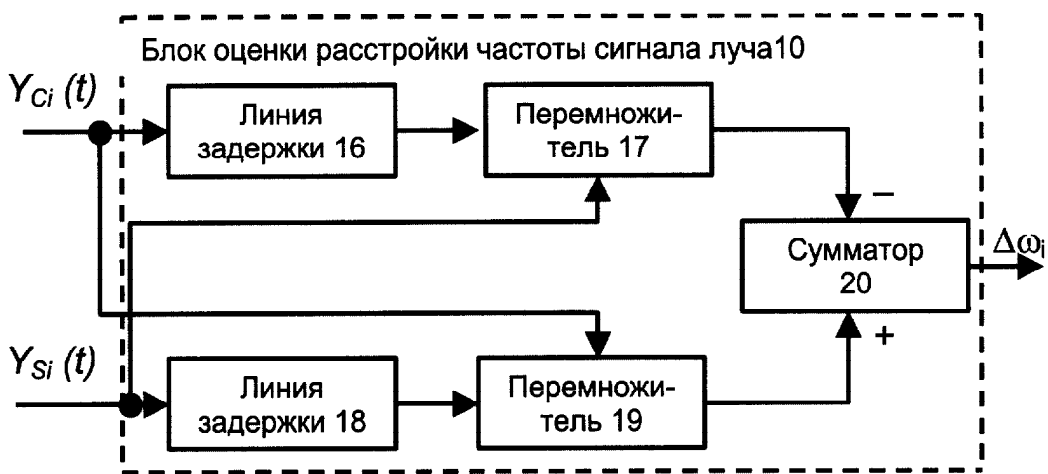 Блок оценки расстройки частоты сигнала луча10
Y_Ci (t)
Линия
задержки 16
Перемножи-
тель 17
–
Сумматор
20
Δω_i
+
Y_Si (t)
Линия
задержки 18
Перемножи-
тель 19